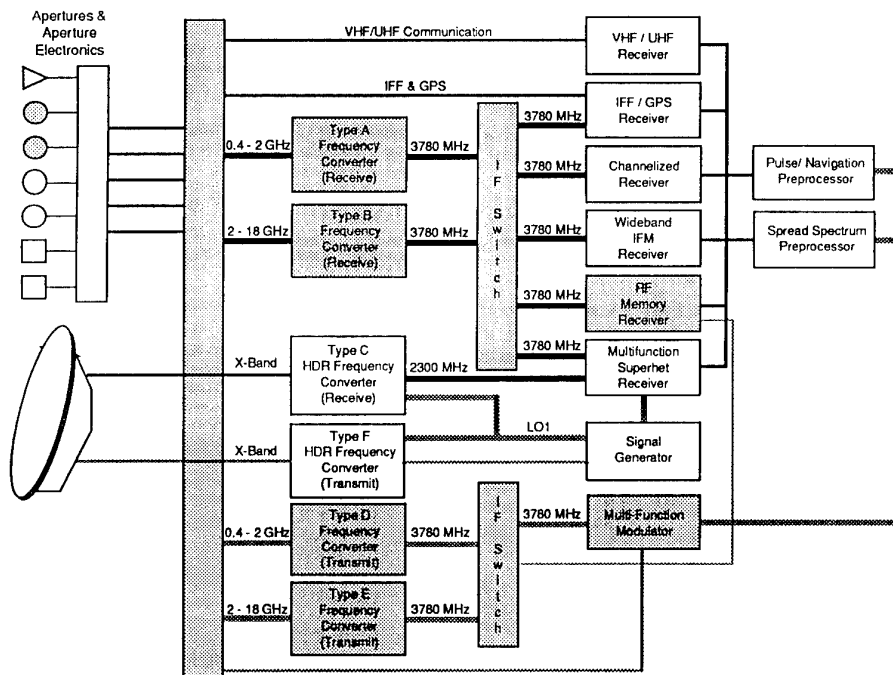 Apertures &
Aperture
Electronics
VHF/UHF Communication
VHF / UHF
Receiver
IFF & GPS
IFF / GPS
Receiver
0.4 - 2 GHz
Type A
Frequency
Converter
(Receive)
3780 MHz
IF Switch
3780 MHz
3780 MHz
Channelized
Receiver
Pulse/ Navigation
Preprocessor
2 - 18 GHz
Type B
Frequency
Converter
(Receive)
3780 MHz
3780 MHz
Wideband
IFM
Receiver
Spread Spectrum
Preprocessor
3780 MHz
RF
Memory
Receiver
3780 MHz
X-Band
Type C
HDR Frequency
Converter
(Receive)
2300 MHz
Multifunction
Superhet
Receiver
LO1
Signal
Generator
X-Band
Type F
HDR Frequency
Converter
(Transmit)
0.4 - 2 GHz
Type D
Frequency
Converter
(Transmit)
3780 MHz
IF Switch
3780 MHz
Multi-Function
Modulator
2 - 18 GHz
Type E
Frequency
Converter
(Transmit)
3780 MHz